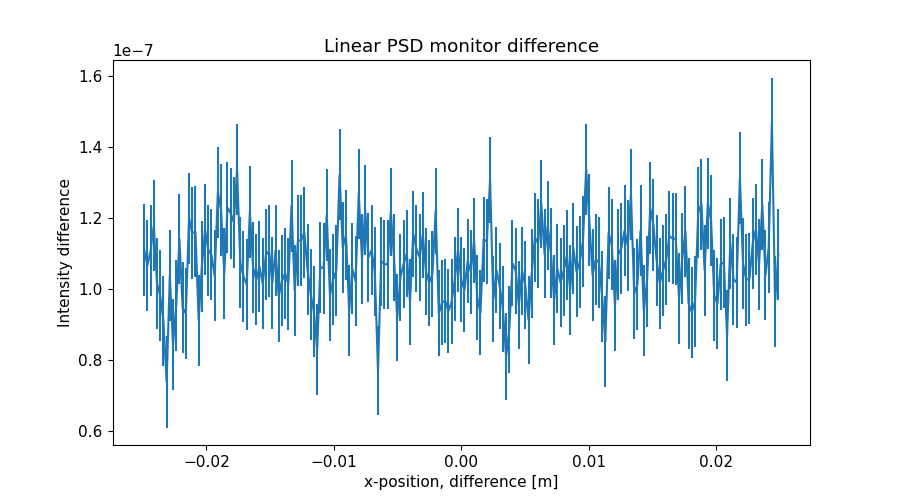 Linear PSD monitor difference
1e−7
1.6
1.4
1.2
1.0
0.8
0.6
Intensity difference
−0.02 −0.01 0.00 0.01 0.02
x-position, difference [m]